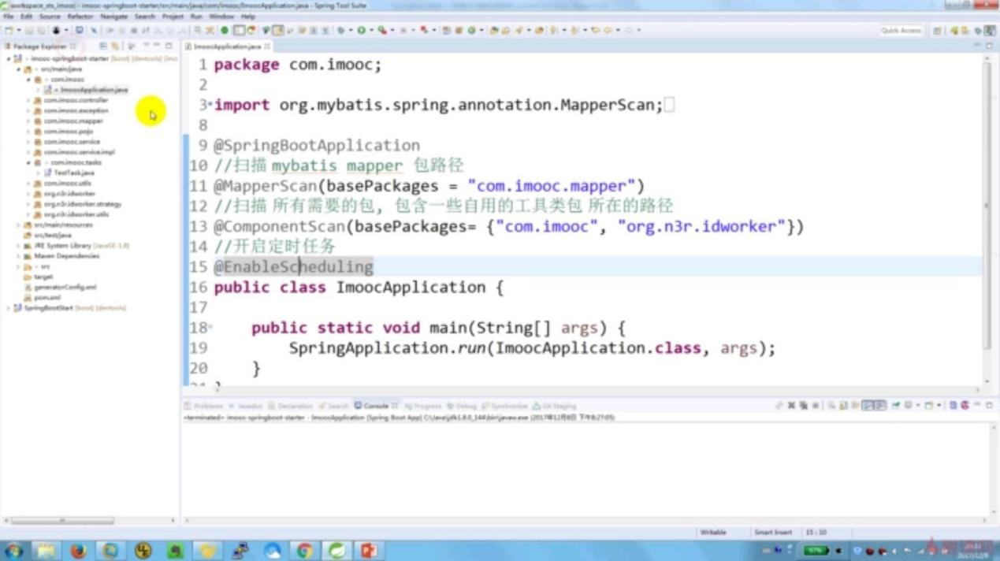 workspace_sts_imooc - imooc-springboot-starter/src/main/java/com/imooc/ImoocApplication.java - Spring Tool Suite
File Edit Source Refactor Navigate Search Project Run Window Help
Quick Access
Package Explorer
imooc-springboot-starter [boot] [devtools]
src/main/java
com.imooc
ImoocApplication.java
com.imooc.controller
com.imooc.exception
com.imooc.mapper
com.imooc.pojo
com.imooc.service
com.imooc.service.impl
com.imooc.tasks
TestTask.java
com.imooc.utils
org.n3r.idworker
org.n3r.idworker.strategy
org.n3r.idworker.utils
src/main/resources
src/test/java
JRE System Library [JavaSE-1.8]
Maven Dependencies
src
target
generatorConfig.xml
pom.xml
SpringBootStart [boot] [devtools]
ImoocApplication.java
1 package com.imooc;
2
3 import org.mybatis.spring.annotation.MapperScan;
8
9 @SpringBootApplication
10 //扫描 mybatis mapper 包路径
11 @MapperScan(basePackages = "com.imooc.mapper")
12 //扫描 所有需要的包, 包含一些自用的工具类包 所在的路径
13 @ComponentScan(basePackages= {"com.imooc", "org.n3r.idworker"})
14 //开启定时任务
15 @EnableScheduling
16 public class ImoocApplication {
17
18 public static void main(String[] args) {
19 SpringApplication.run(ImoocApplication.class, args);
20 }
Problems Javadoc Declaration Search Console Progress Debug Synchronize Git Staging
<terminated> imooc-springboot-starter - ImoocApplication [Spring Boot App] C:\Java\jdk1.8.0_144\bin\javaw.exe (2017年12月8日 下午8:27:05)
Writable Smart Insert 15 : 10
97%
2017/12/8